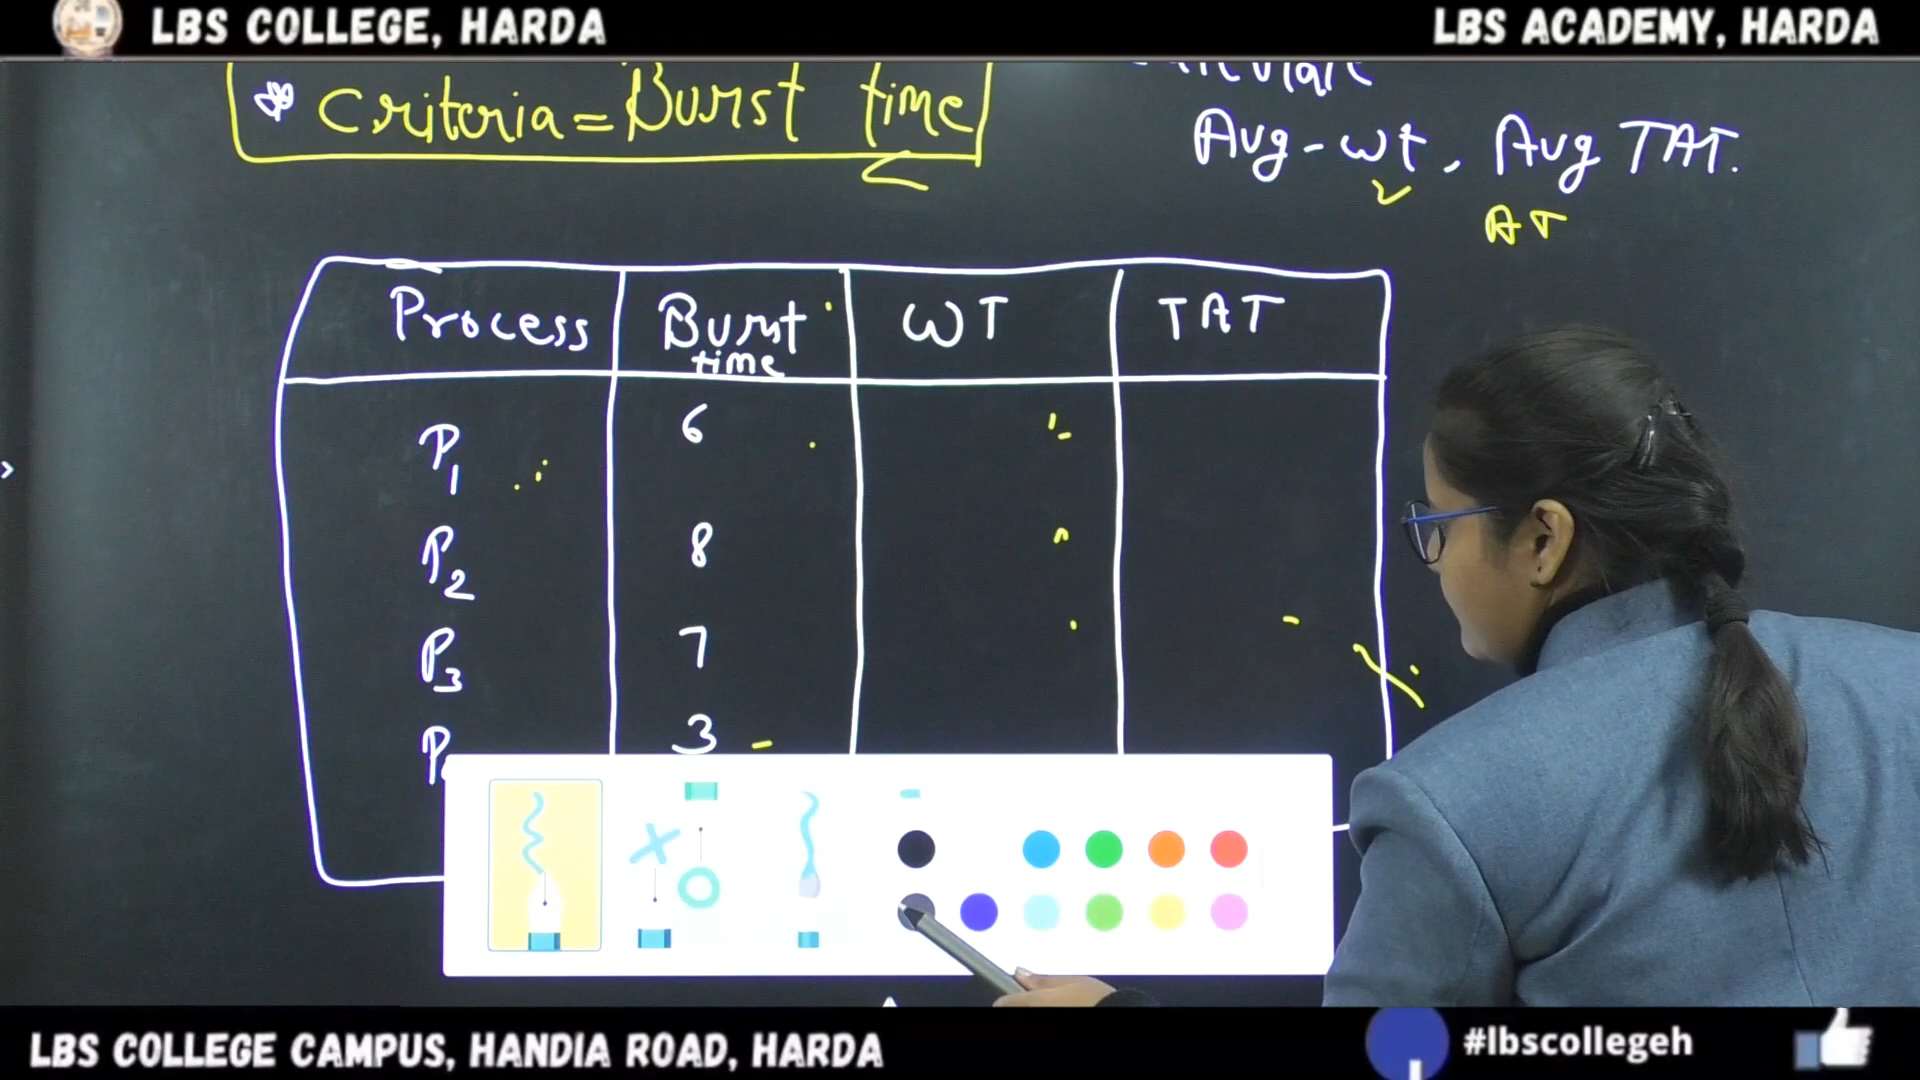 LBS COLLEGE, HARDA
LBS ACADEMY, HARDA
* Criteria = Burst time
Avg-wt, Avg TAT.
AT
Process Burst time WT TAT
P1 6
P2 8
P3 7
P 3
LBS COLLEGE CAMPUS, HANDIA ROAD, HARDA
#lbscollegeh